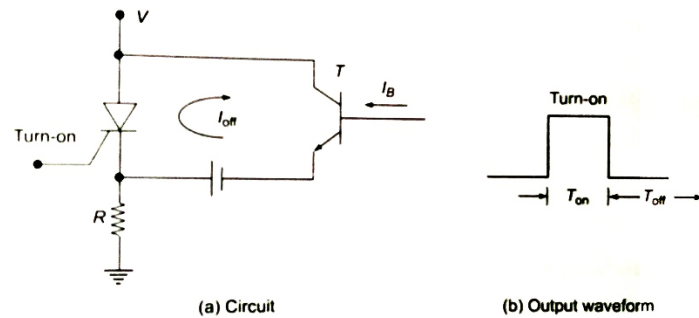 V
T
I_B
I_off
Turn-on
R
(a) Circuit
Turn-on
T_on
T_off
(b) Output waveform